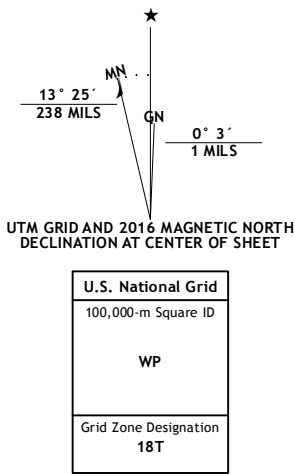 ★
MN
GN
13° 25´
238 MILS
0° 3´
1 MILS
UTM GRID AND 2016 MAGNETIC NORTH
DECLINATION AT CENTER OF SHEET
U.S. National Grid
100,000-m Square ID
WP
Grid Zone Designation
18T